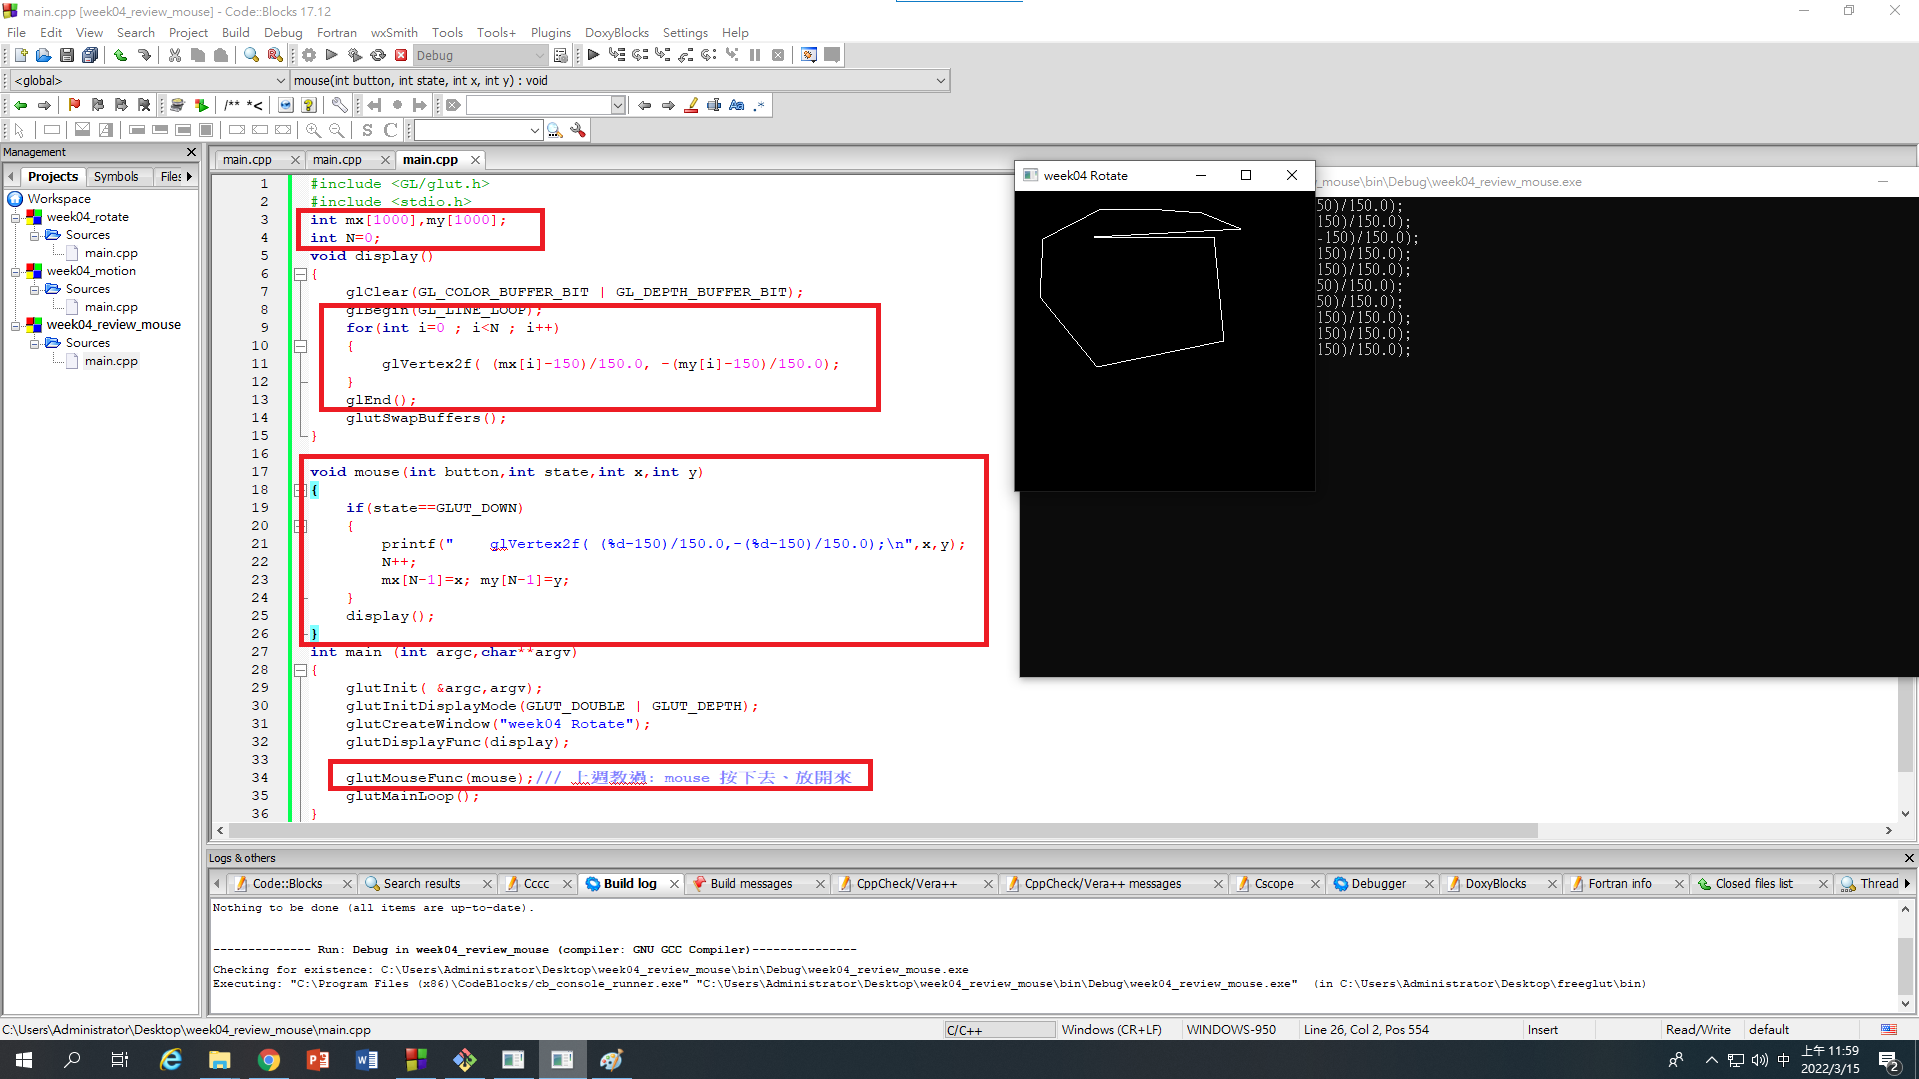 main.cpp [week04_review_mouse] - Code::Blocks 17.12
File Edit View Search Project Build Debug Fortran wxSmith Tools Tools+ Plugins DoxyBlocks Settings Help
Debug
<global>
mouse(int button, int state, int x, int y) : void
/** *<
S C
Management
Projects Symbols Files
Workspace
week04_rotate
Sources
main.cpp
week04_motion
Sources
main.cpp
week04_review_mouse
Sources
main.cpp
main.cpp main.cpp main.cpp
1 #include <GL/glut.h>
2 #include <stdio.h>
3 int mx[1000],my[1000];
4 int N=0;
5 void display()
6 {
7 glClear(GL_COLOR_BUFFER_BIT | GL_DEPTH_BUFFER_BIT);
8 glBegin(GL_LINE_LOOP);
9 for(int i=0 ; i<N ; i++)
10 {
11 glVertex2f( (mx[i]-150)/150.0, -(my[i]-150)/150.0);
12 }
13 glEnd();
14 glutSwapBuffers();
15 }
16
17 void mouse(int button,int state,int x,int y)
18 {
19 if(state==GLUT_DOWN)
20 {
21 printf("    glVertex2f( (%d-150)/150.0,-(%d-150)/150.0);\n",x,y);
22 N++;
23 mx[N-1]=x; my[N-1]=y;
24 }
25 display();
26 }
27 int main (int argc,char**argv)
28 {
29 glutInit( &argc,argv);
30 glutInitDisplayMode(GLUT_DOUBLE | GLUT_DEPTH);
31 glutCreateWindow("week04 Rotate");
32 glutDisplayFunc(display);
33
34 glutMouseFunc(mouse);/// 上週教過: mouse 按下去、放開來
35 glutMainLoop();
36 }
week04 Rotate
_mouse\bin\Debug\week04_review_mouse.exe
50)/150.0);
150)/150.0);
-150)/150.0);
150)/150.0);
150)/150.0);
50)/150.0);
50)/150.0);
150)/150.0);
150)/150.0);
150)/150.0);
Logs & others
Code::Blocks Search results Cccc Build log Build messages CppCheck/Vera++ CppCheck/Vera++ messages Cscope Debugger DoxyBlocks Fortran info Closed files list Thread
Nothing to be done (all items are up-to-date).
-------------- Run: Debug in week04_review_mouse (compiler: GNU GCC Compiler)---------------
Checking for existence: C:\Users\Administrator\Desktop\week04_review_mouse\bin\Debug\week04_review_mouse.exe
Executing: "C:\Program Files (x86)\CodeBlocks/cb_console_runner.exe" "C:\Users\Administrator\Desktop\week04_review_mouse\bin\Debug\week04_review_mouse.exe"  (in C:\Users\Administrator\Desktop\freeglut\bin)
C:\Users\Administrator\Desktop\week04_review_mouse\main.cpp C/C++ Windows (CR+LF) WINDOWS-950 Line 26, Col 2, Pos 554 Insert Read/Write default
中 上午 11:59
2022/3/15
2